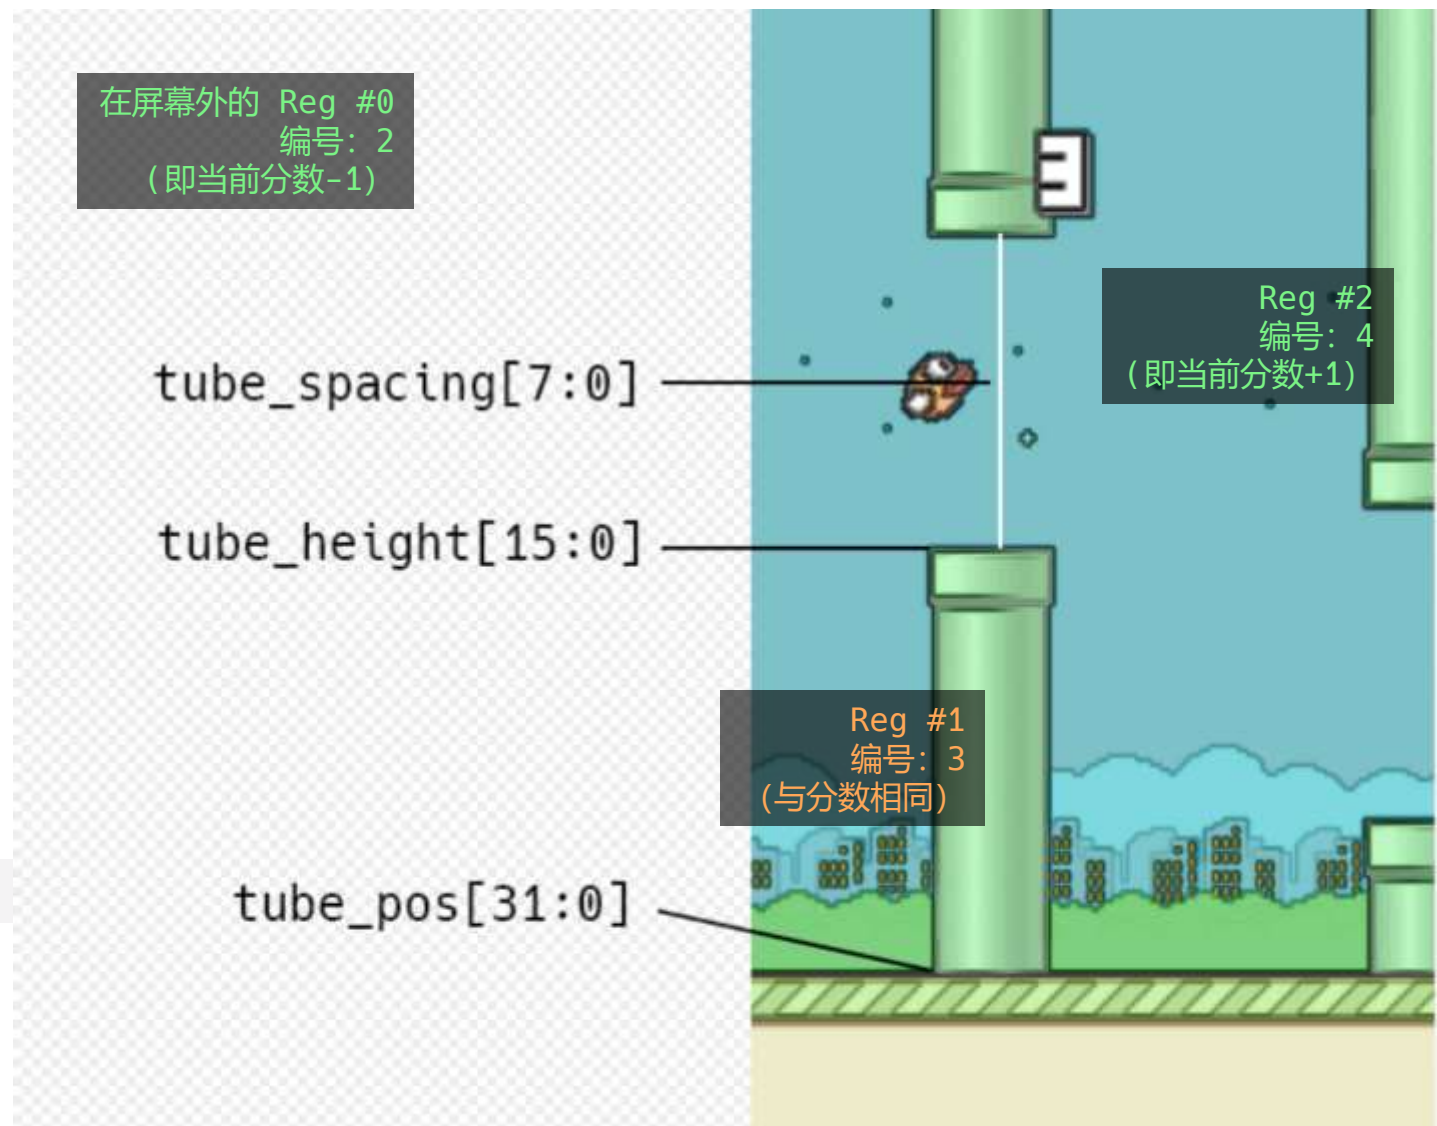 在屏幕外的 Reg #0
编号: 2
(即当前分数-1)
3
Reg #2
编号: 4
(即当前分数+1)
tube_spacing[7:0]
tube_height[15:0]
Reg #1
编号: 3
(与分数相同)
tube_pos[31:0]